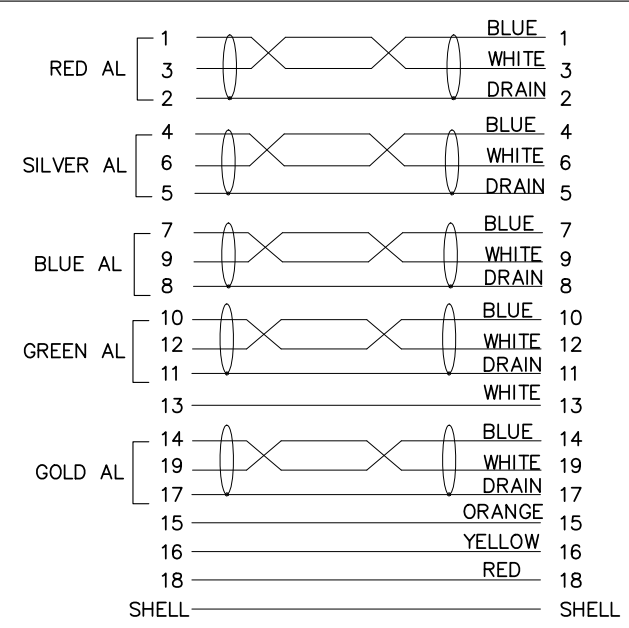 BLUE
1 1
WHITE
RED AL 3 3
DRAIN
2 2
BLUE
4 4
WHITE
SILVER AL 6 6
DRAIN
5 5
BLUE
7 7
WHITE
BLUE AL 9 9
DRAIN
8 8
BLUE
10 10
WHITE
GREEN AL 12 12
DRAIN
11 11
WHITE
13 13
BLUE
14 14
WHITE
GOLD AL 19 19
DRAIN
17 17
ORANGE
15 15
YELLOW
16 16
RED
18 18
SHELL SHELL